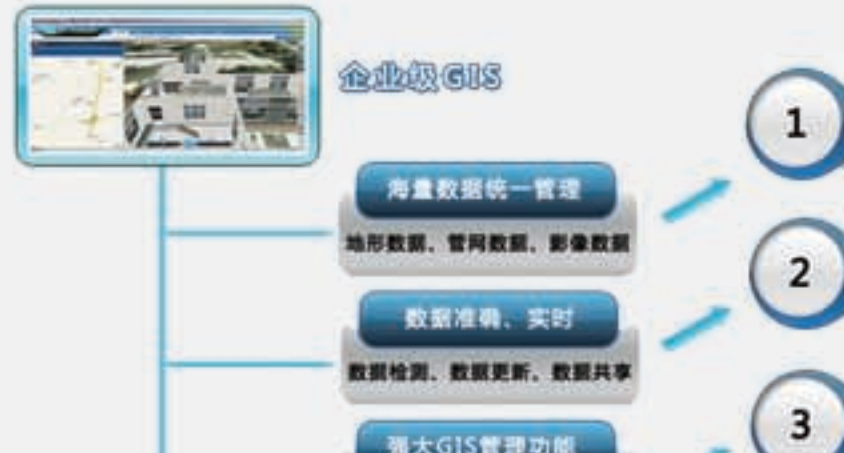 企业级GIS
1
海量数据统一管理
地形数据、管网数据、影像数据
2
数据准确、实时
数据检测、数据更新、数据共享
3
强大GIS管理功能